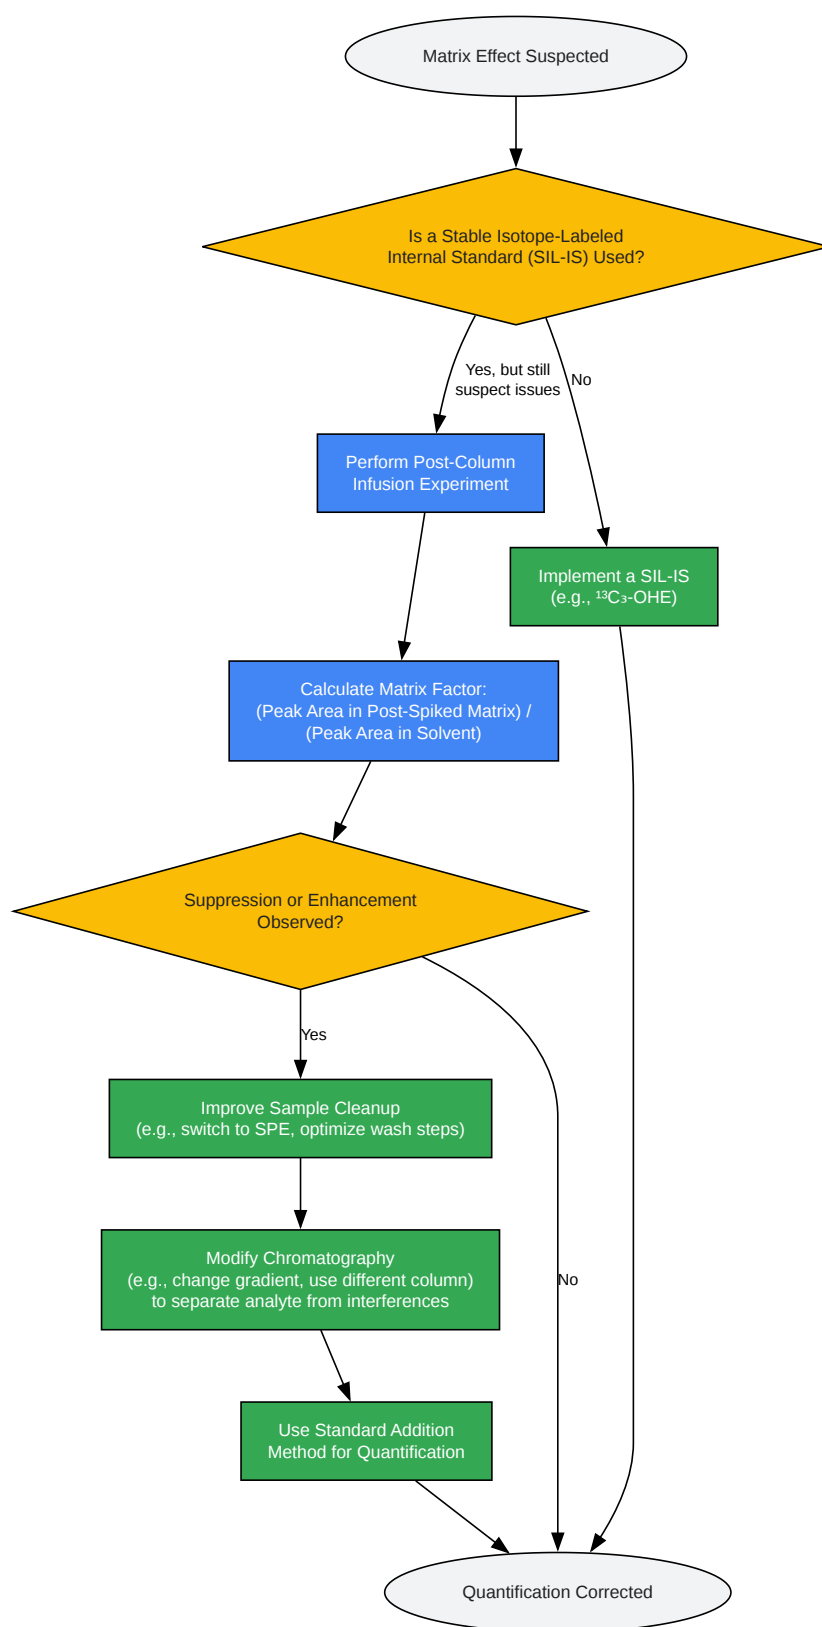 Matrix Effect Suspected
Is a Stable Isotope-Labeled
Internal Standard (SIL-IS) Used?
Yes, but still
suspect issues
No
Perform Post-Column
Infusion Experiment
Implement a SIL-IS
(e.g., ¹³C₃-OHE)
Calculate Matrix Factor:
(Peak Area in Post-Spiked Matrix) /
(Peak Area in Solvent)
Suppression or Enhancement
Observed?
Yes
Improve Sample Cleanup
(e.g., switch to SPE, optimize wash steps)
Modify Chromatography
(e.g., change gradient, use different column)
to separate analyte from interferences
No
Use Standard Addition
Method for Quantification
Quantification Corrected